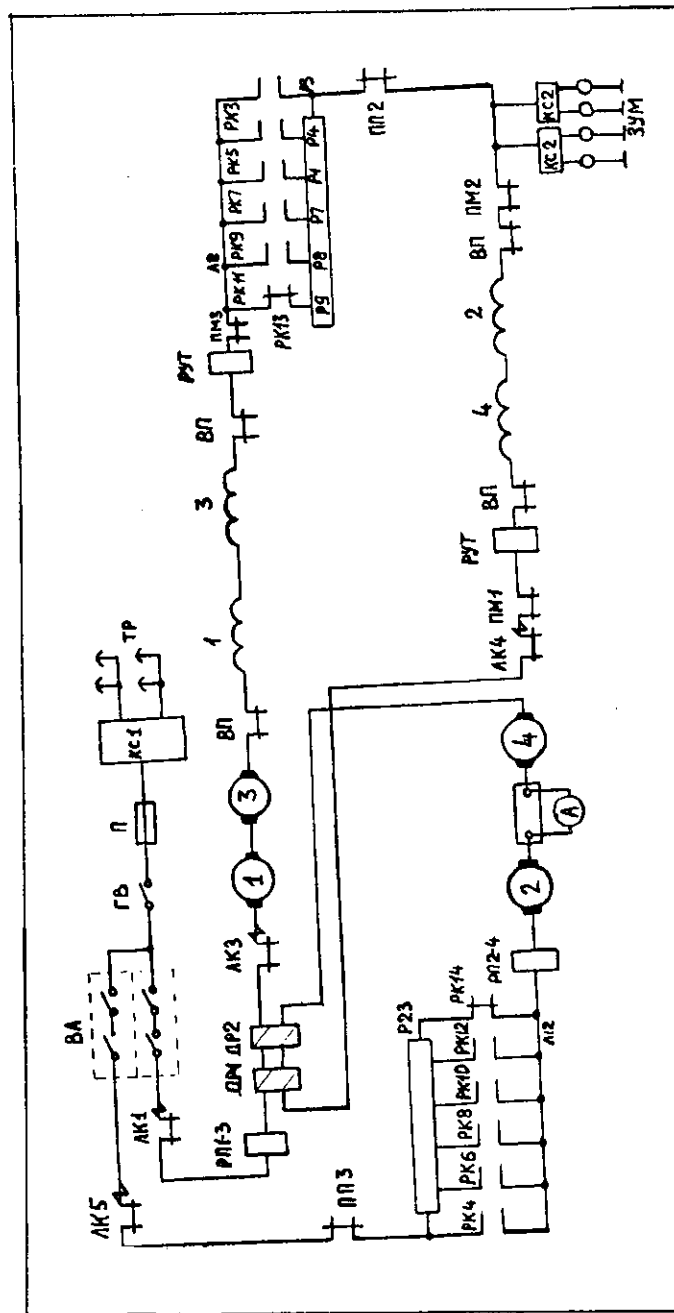 ВА
ГВ
П
КС1
ТР
ЛК5
ЛК1
РП1-3
ДР1
ДР2
ЛК3
1
3
ВП
1
3
ВП
РУТ
ПМ3
А8
РК11
РК9
РК7
РК5
РК3
РК13
Р9
Р8
Р7
Р4
Р4
Р3
ПП2
ПП3
РК4
РК6
РК8
РК10
РК12
РК14
Р23
Л12
РП2-4
2
А
4
ЛК4
ПМ1
РУТ
ВП
4
2
ВП
ПМ2
КС2
КС2
ЗУМ